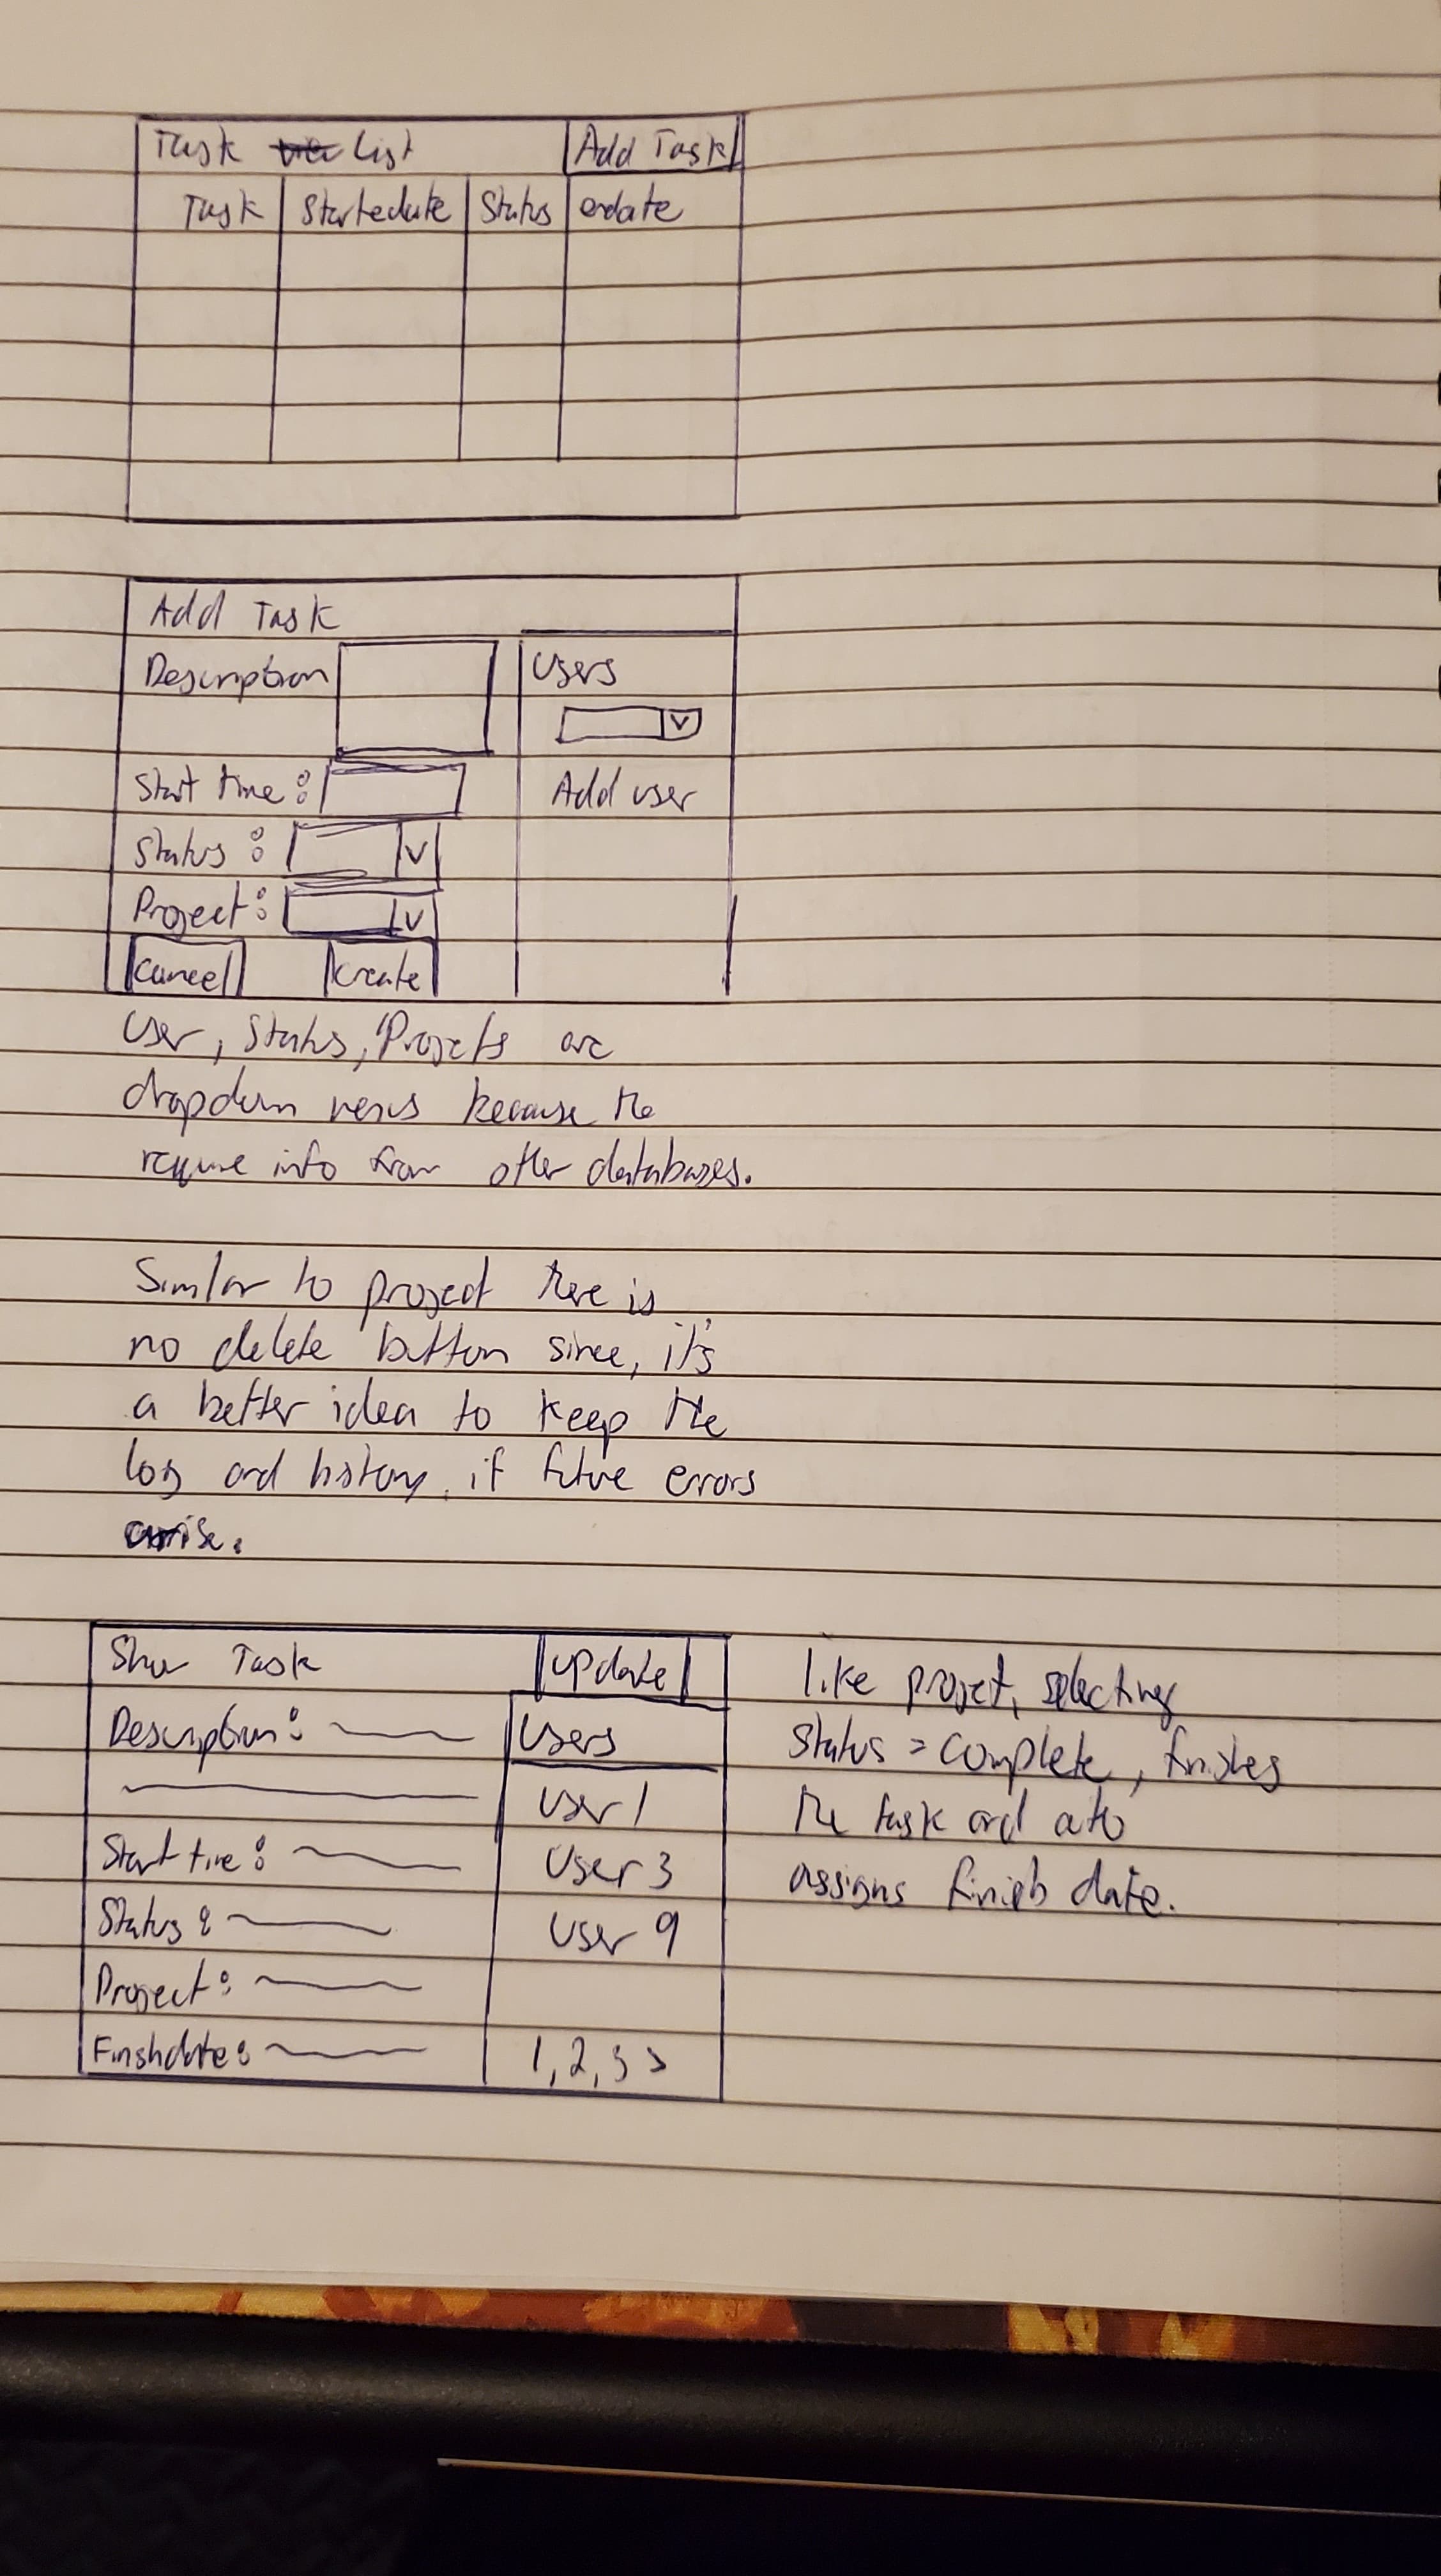 Task List Add Task
Task Startedate Status endate
Add Task
Description Users
V
Start time: Add user
Status: V
Project: V
cancel create
User, Status, Projects are
dropdown menus because the
require info from other databases.
Similar to project there is
no delete button since, it's
a better idea to keep the
log and history, if future errors
arise.
Show Task update
Description: Users
User 1
Start time: User 3
Status: User 9
Project:
Finishdate: 1, 2, 3 >
like project, selecting
Status = complete, finishes
the task and auto
assigns finish date.